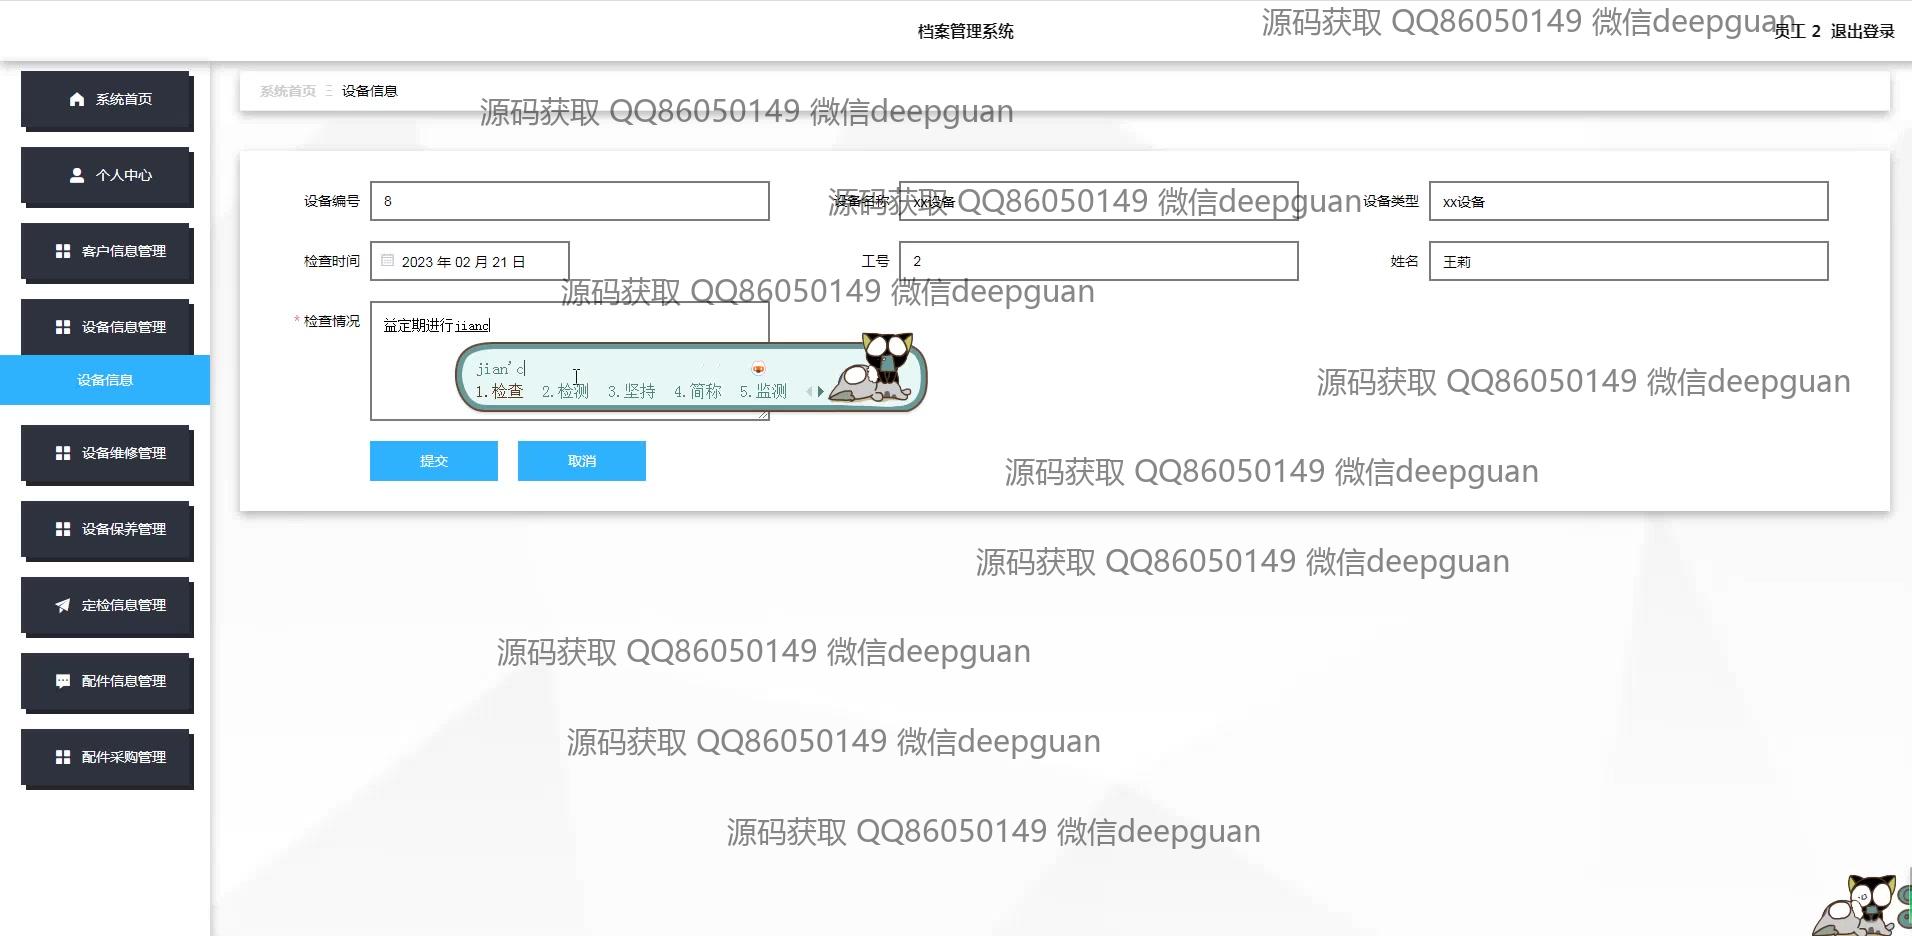 档案管理系统
源码获取 QQ86050149 微信deepguan
员工 2 退出登录
系统首页
个人中心
客户信息管理
设备信息管理
设备信息
设备维修管理
设备保养管理
定检信息管理
配件信息管理
配件采购管理
系统首页 设备信息
源码获取 QQ86050149 微信deepguan
设备编号 8
设备名称 xx设备
源码获取 QQ86050149 微信deepguan
设备类型 xx设备
检查时间 2023 年 02 月 21 日
工号 2
姓名 王莉
源码获取 QQ86050149 微信deepguan
* 检查情况 益定期进行jianc
jian'c
1.检查 2.检测 3.坚持 4.简称 5.监测
源码获取 QQ86050149 微信deepguan
提交 取消
源码获取 QQ86050149 微信deepguan
源码获取 QQ86050149 微信deepguan
源码获取 QQ86050149 微信deepguan
源码获取 QQ86050149 微信deepguan
源码获取 QQ86050149 微信deepguan